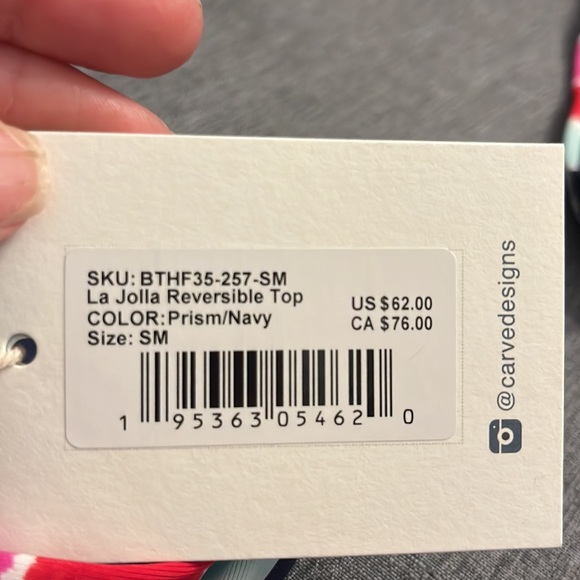 SKU: BTHF35-257-SM
La Jolla Reversible Top
US $62.00
COLOR:Prism/Navy
CA $76.00
Size: SM
1 95363 05462 0
@carvedesigns